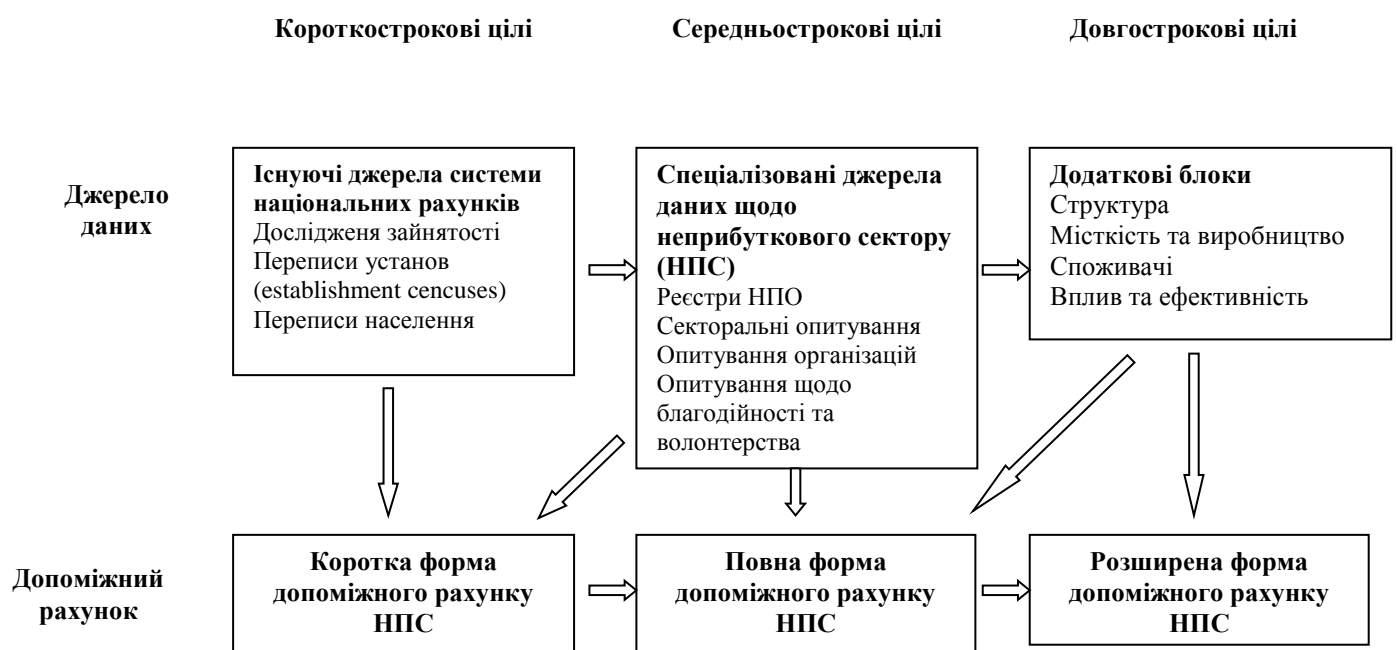 Короткострокові цілі
Середньострокові цілі
Довгострокові цілі
Джерело
даних
Існуючі джерела системи
національних рахунків
Дослідженя зайнятості
Переписи установ
(establishment cencuses)
Переписи населення
Спеціалізовані джерела
даних щодо
неприбуткового сектору
(НПС)
Реєстри НПО
Секторальні опитування
Опитування організацій
Опитування щодо
благодійності та
волонтерства
Додаткові блоки
Структура
Місткість та виробництво
Споживачі
Вплив та ефективність
Допоміжний
рахунок
Коротка форма
допоміжного рахунку
НПС
Повна форма
допоміжного рахунку
НПС
Розширена форма
допоміжного рахунку
НПС